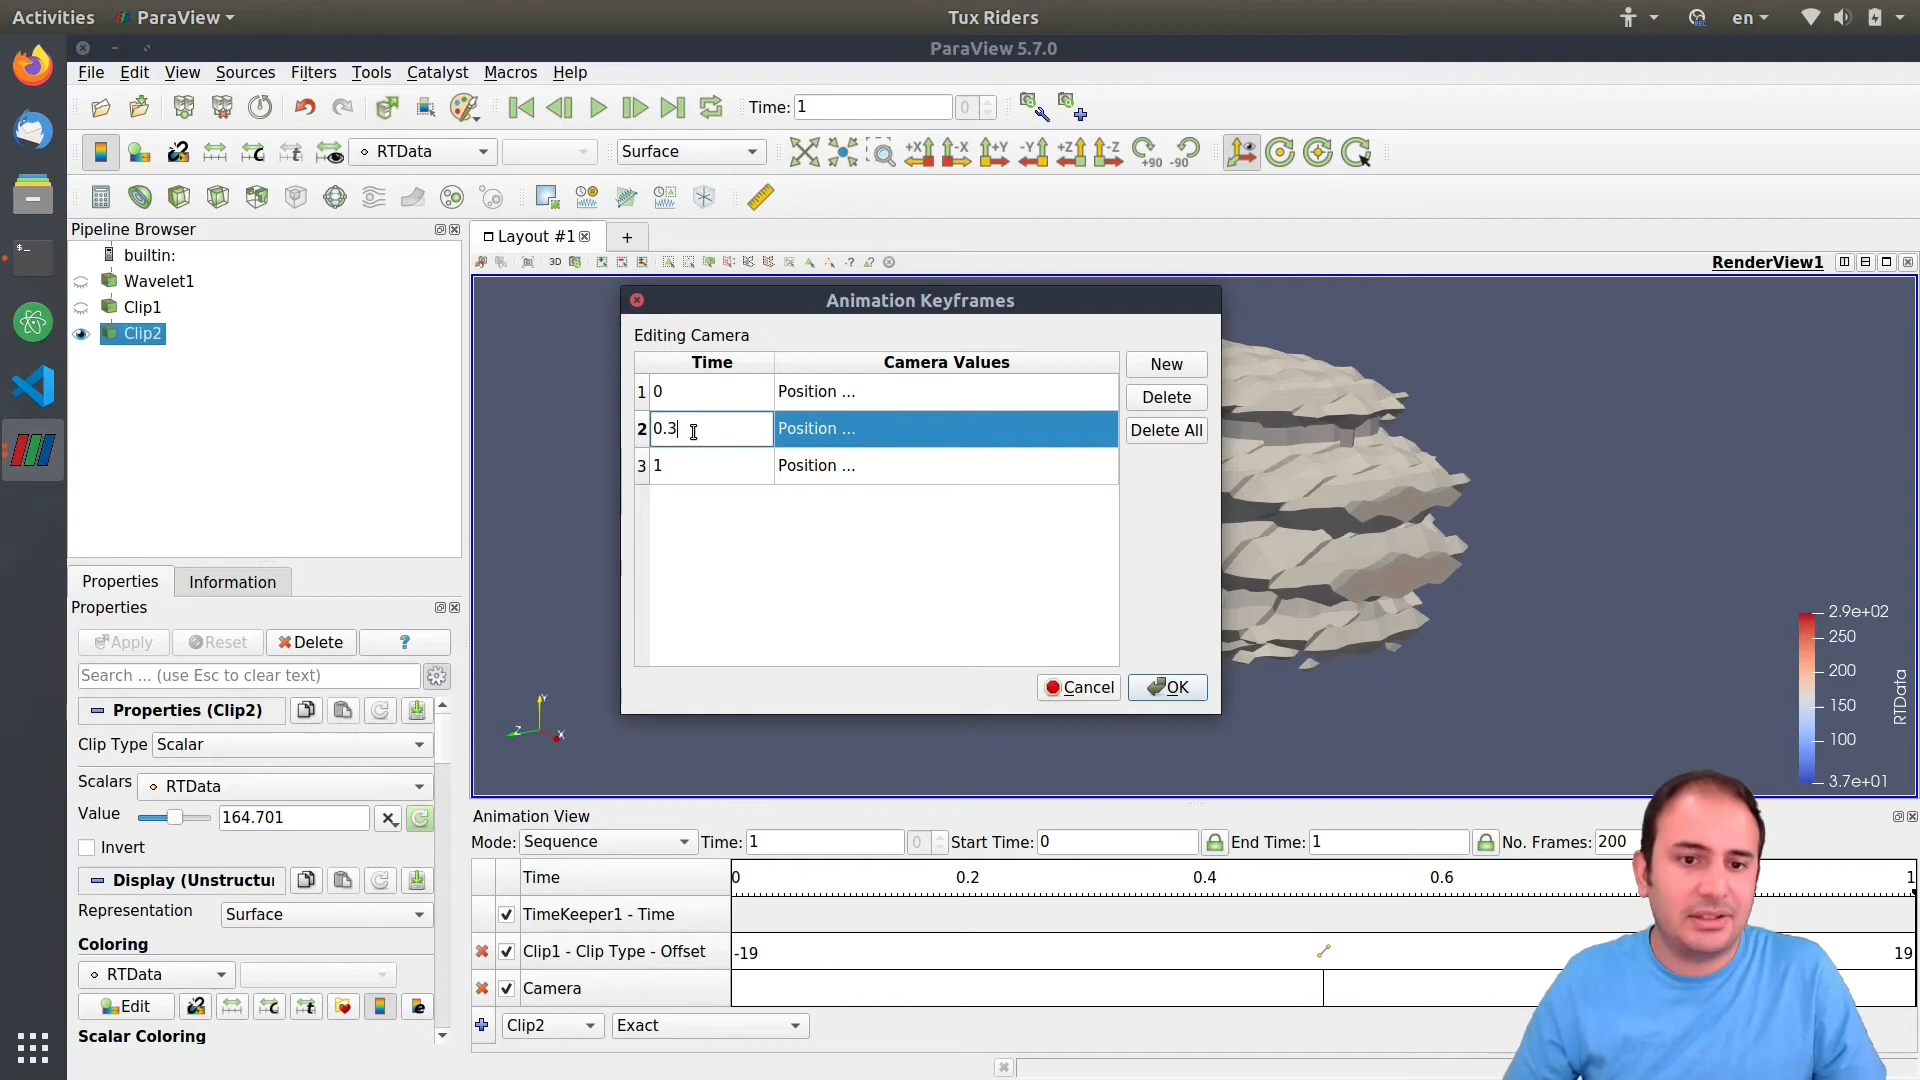 Activities
ParaView
Tux Riders
en
ParaView 5.7.0
File Edit View Sources Filters Tools Catalyst Macros Help
Time: 1
0
RTData
Surface
+X -X +Y -Y +Z -Z +90 -90
Pipeline Browser
builtin:
Wavelet1
Clip1
Clip2
Layout #1
+
3D
RenderView1
Animation Keyframes
Editing Camera
Time Camera Values
1 0 Position ...
2 0.3 Position ...
3 1 Position ...
New
Delete
Delete All
Cancel
OK
2.9e+02
250
200
150
100
3.7e+01
RTData
Y
Z
X
Properties Information
Properties
Apply Reset Delete ?
Search ... (use Esc to clear text)
Properties (Clip2)
Clip Type Scalar
Scalars RTData
Value 164.701
Invert
Display (Unstructu
Representation Surface
Coloring
RTData
Edit
Scalar Coloring
Animation View
Mode: Sequence Time: 1 0 Start Time: 0 End Time: 1 No. Frames: 200
Time 0 0.2 0.4 0.6 1
TimeKeeper1 - Time
Clip1 - Clip Type - Offset -19 19
Camera
Clip2 Exact